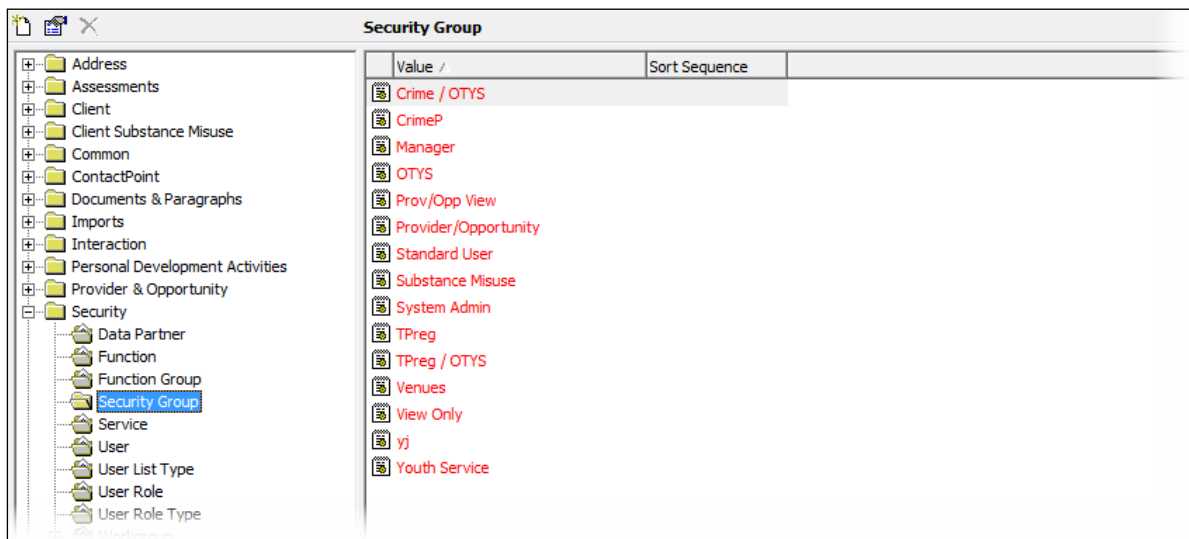 Security Group
Address
Assessments
Client
Client Substance Misuse
Common
ContactPoint
Documents & Paragraphs
Imports
Interaction
Personal Development Activities
Provider & Opportunity
Security
Data Partner
Function
Function Group
Security Group
Service
User
User List Type
User Role
User Role Type
Workgroup
Value
Sort Sequence
Crime / OTYS
CrimeP
Manager
OTYS
Prov/Opp View
Provider/Opportunity
Standard User
Substance Misuse
System Admin
TPreg
TPreg / OTYS
Venues
View Only
yj
Youth Service